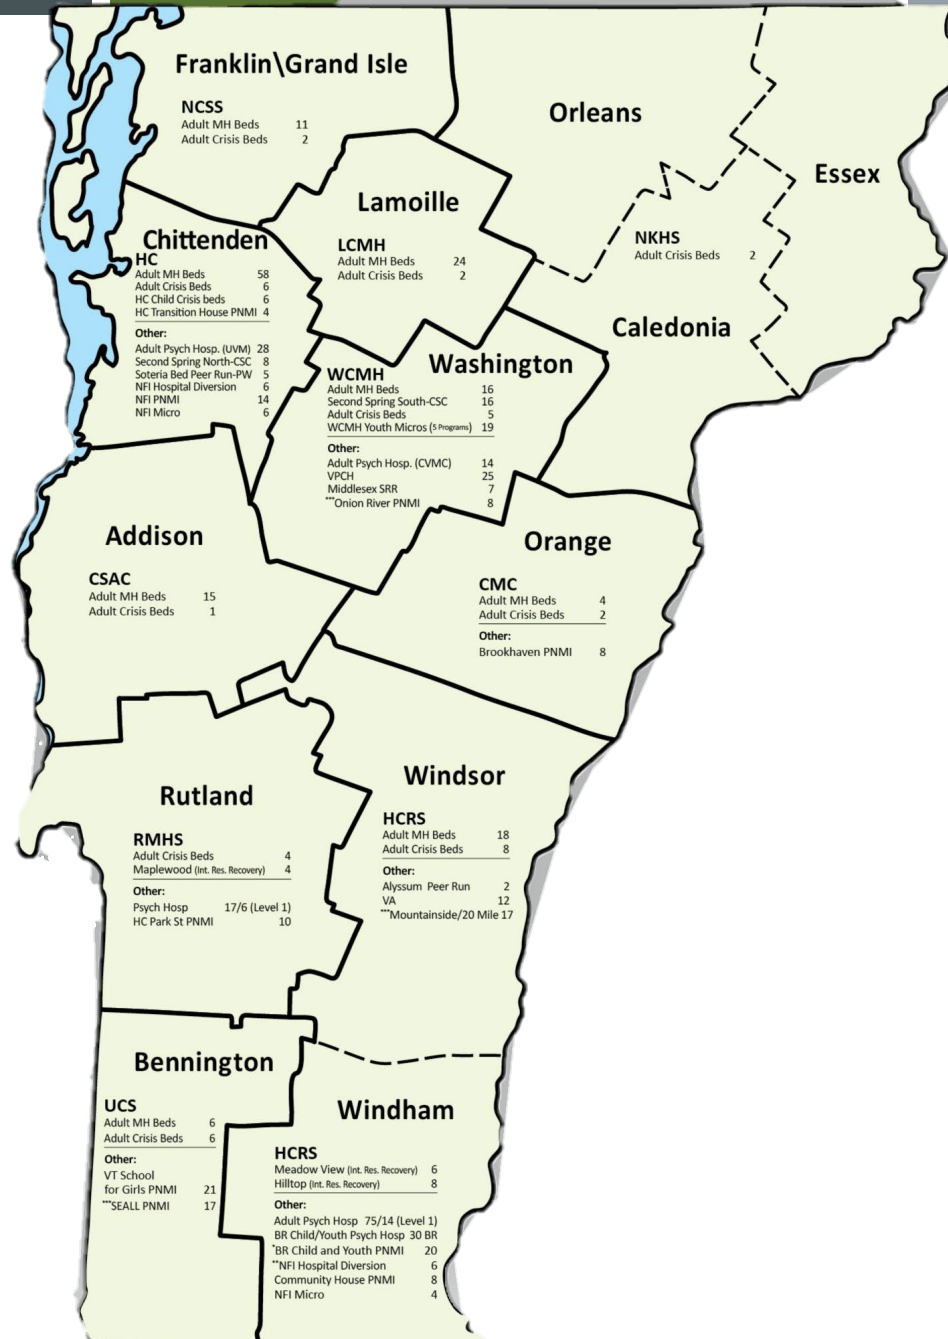 Franklin\Grand Isle
NCSS
Adult MH Beds 11
Adult Crisis Beds 2
Orleans
Essex
Lamoille
LCMH
Adult MH Beds 24
Adult Crisis Beds 2
NKHS
Adult Crisis Beds 2
Caledonia
Chittenden
HC
Adult MH Beds 58
Adult Crisis Beds 6
HC Child Crisis beds 6
HC Transition House PNMI 4
Other:
Adult Psych Hosp. (UVM) 28
Second Spring North-CSC 8
Soteria Bed Peer Run-PW 5
NFI Hospital Diversion 6
NFI PNMI 14
NFI Micro 6
Washington
WCMH
Adult MH Beds 16
Second Spring South-CSC 16
Adult Crisis Beds 5
WCMH Youth Micros (5 Programs) 19
Other:
Adult Psych Hosp. (CVMC) 14
VPCH 25
Middlesex SRR 7
***Onion River PNMI 8
Addison
CSAC
Adult MH Beds 15
Adult Crisis Beds 1
Orange
CMC
Adult MH Beds 4
Adult Crisis Beds 2
Other:
Brookhaven PNMI 8
Rutland
RMHS
Adult Crisis Beds 4
Maplewood (Int. Res. Recovery) 4
Other:
Psych Hosp 17/6 (Level 1)
HC Park St PNMI 10
Windsor
HCRS
Adult MH Beds 18
Adult Crisis Beds 8
Other:
Alyssum Peer Run 2
VA 12
***Mountainside/20 Mile 17
Bennington
UCS
Adult MH Beds 6
Adult Crisis Beds 6
Other:
VT School
for Girls PNMI 21
***SEALL PNMI 17
Windham
HCRS
Meadow View (Int. Res. Recovery) 6
Hilltop (Int. Res. Recovery) 8
Other:
Adult Psych Hosp 75/14 (Level 1)
BR Child/Youth Psych Hosp 30 BR
*BR Child and Youth PNMI 20
**NFI Hospital Diversion 6
Community House PNMI 8
NFI Micro 4